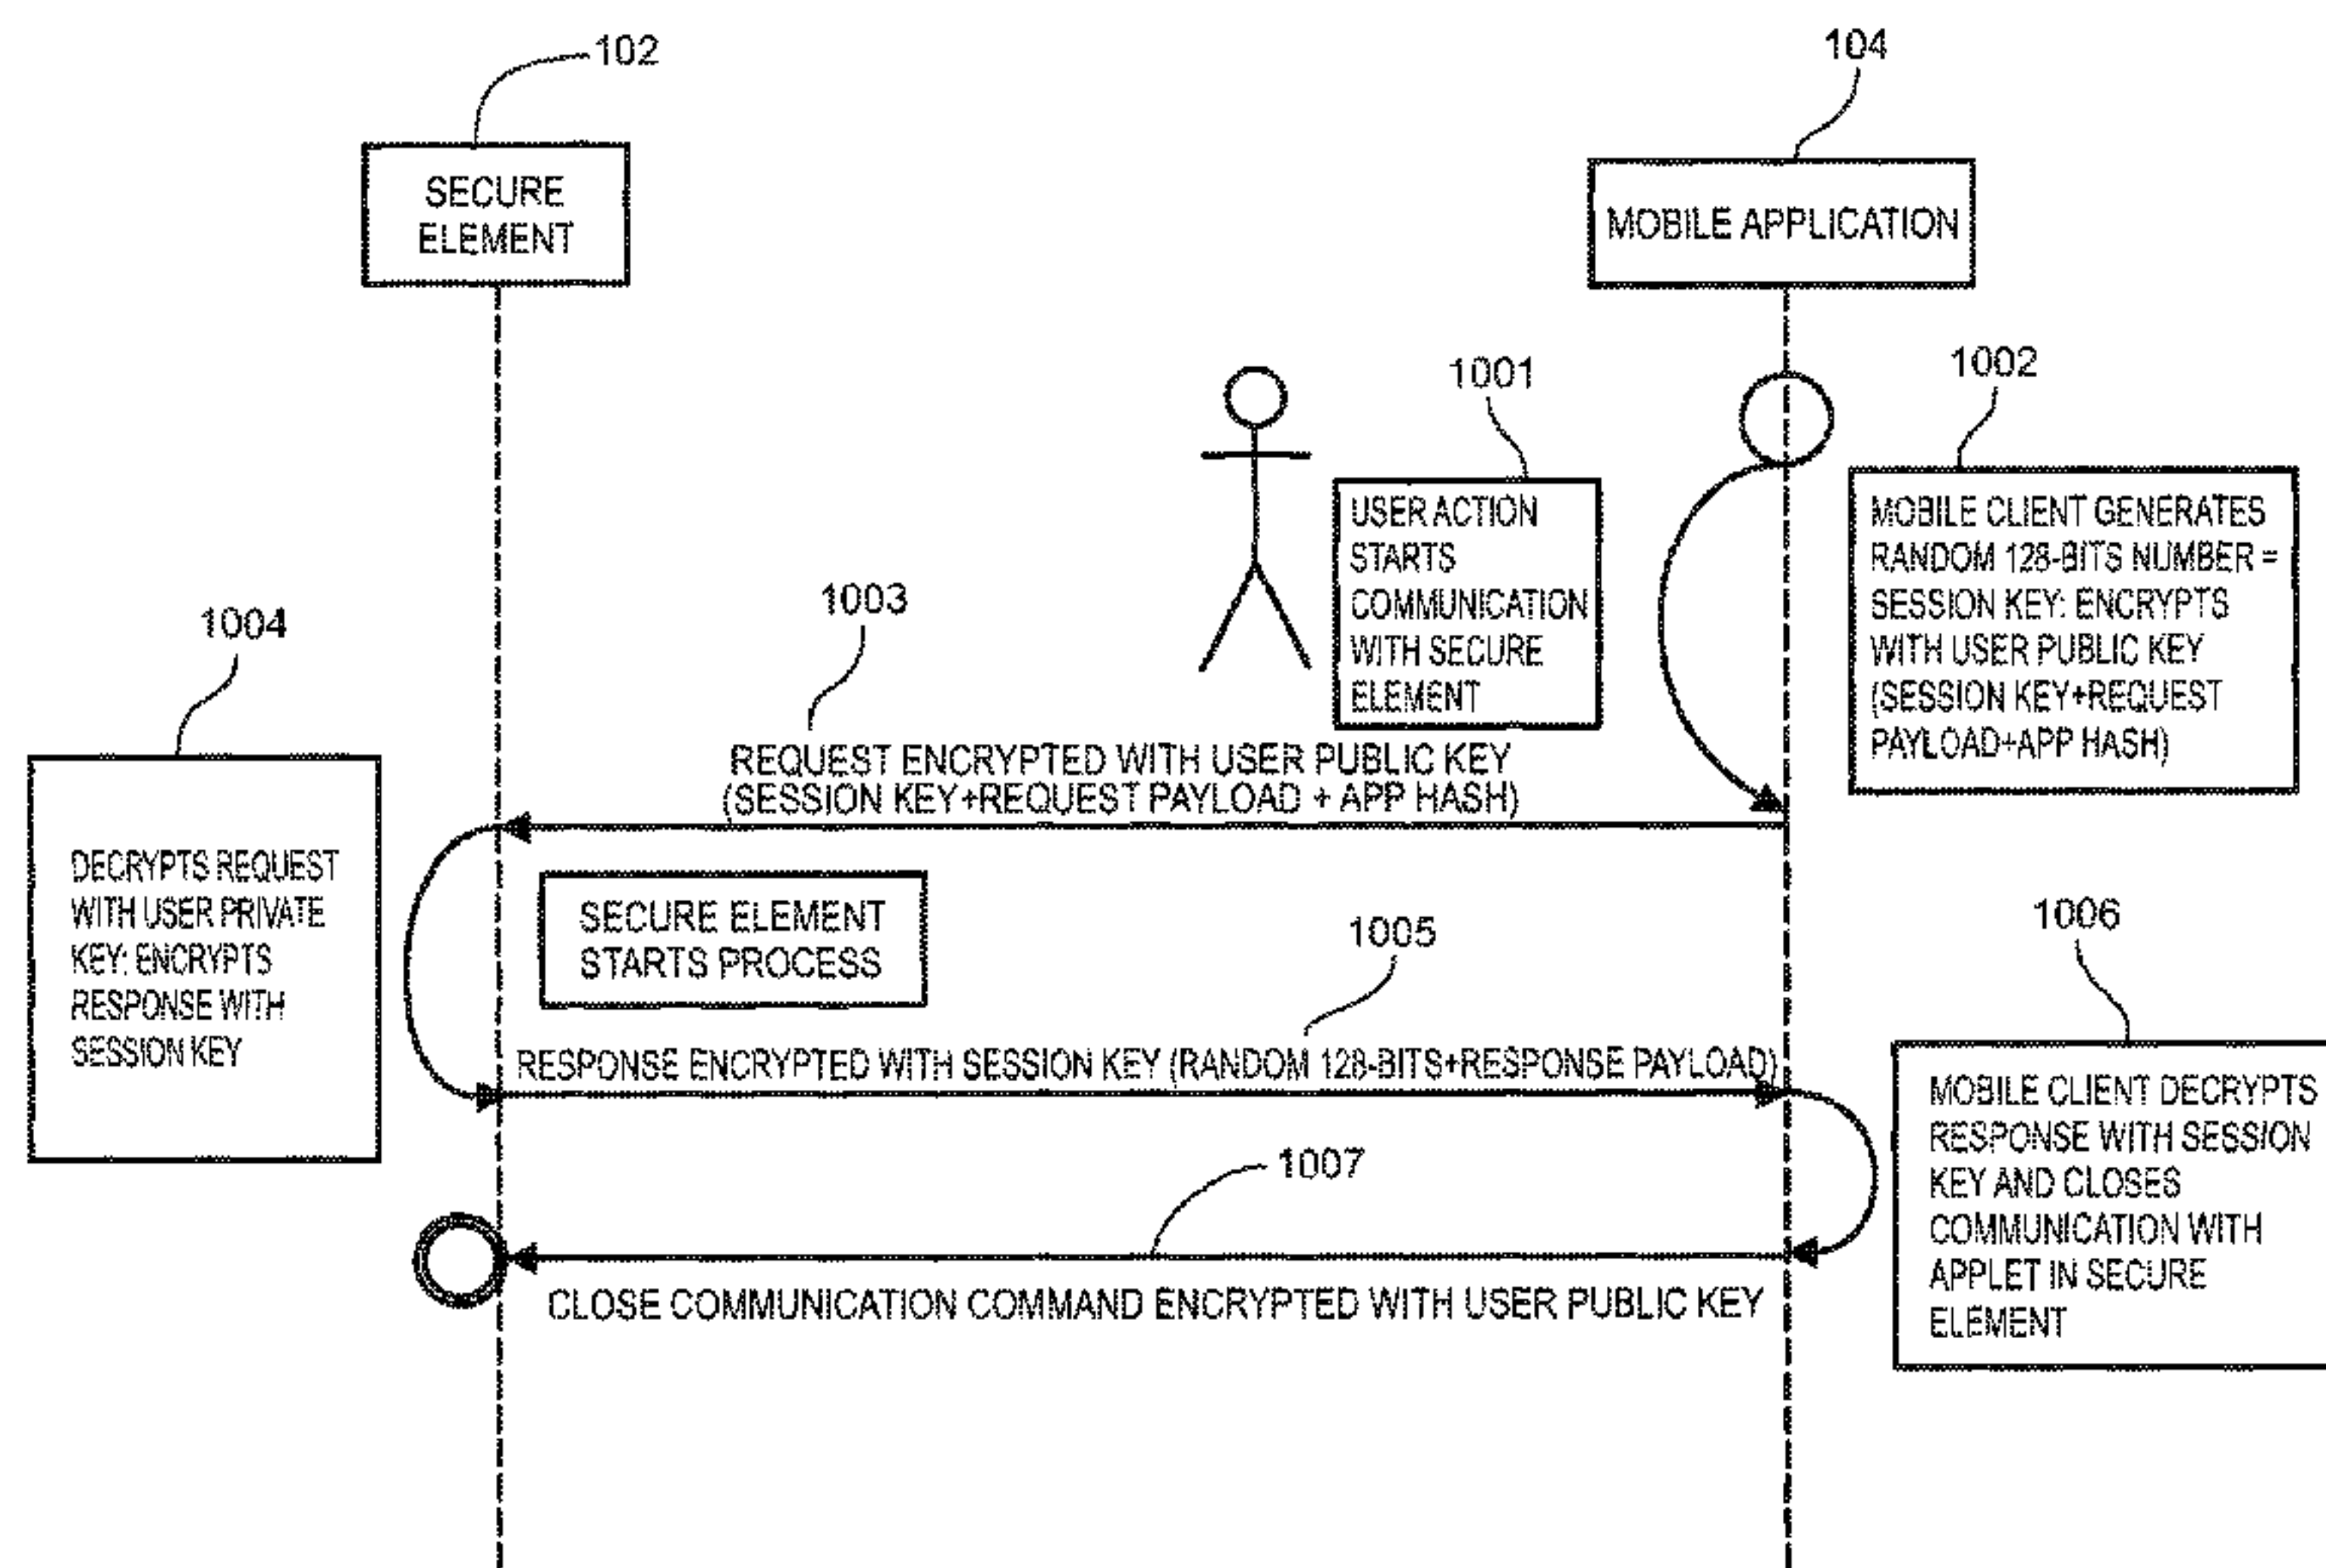 102
104
SECURE
ELEMENT
MOBILE APPLICATION
1001
1002
USER ACTION
STARTS
COMMUNICATION
WITH SECURE
ELEMENT
MOBILE CLIENT GENERATES
RANDOM 128-BITS NUMBER =
SESSION KEY: ENCRYPTS
WITH USER PUBLIC KEY
(SESSION KEY+REQUEST
PAYLOAD+APP HASH)
1003
1004
REQUEST ENCRYPTED WITH USER PUBLIC KEY
(SESSION KEY+REQUEST PAYLOAD + APP HASH)
DECRYPTS REQUEST
WITH USER PRIVATE
KEY: ENCRYPTS
RESPONSE WITH
SESSION KEY
SECURE ELEMENT
STARTS PROCESS
1005
1006
RESPONSE ENCRYPTED WITH SESSION KEY (RANDOM 128-BITS+RESPONSE PAYLOAD)
MOBILE CLIENT DECRYPTS
RESPONSE WITH SESSION
KEY AND CLOSES
COMMUNICATION WITH
APPLET IN SECURE
ELEMENT
1007
CLOSE COMMUNICATION COMMAND ENCRYPTED WITH USER PUBLIC KEY